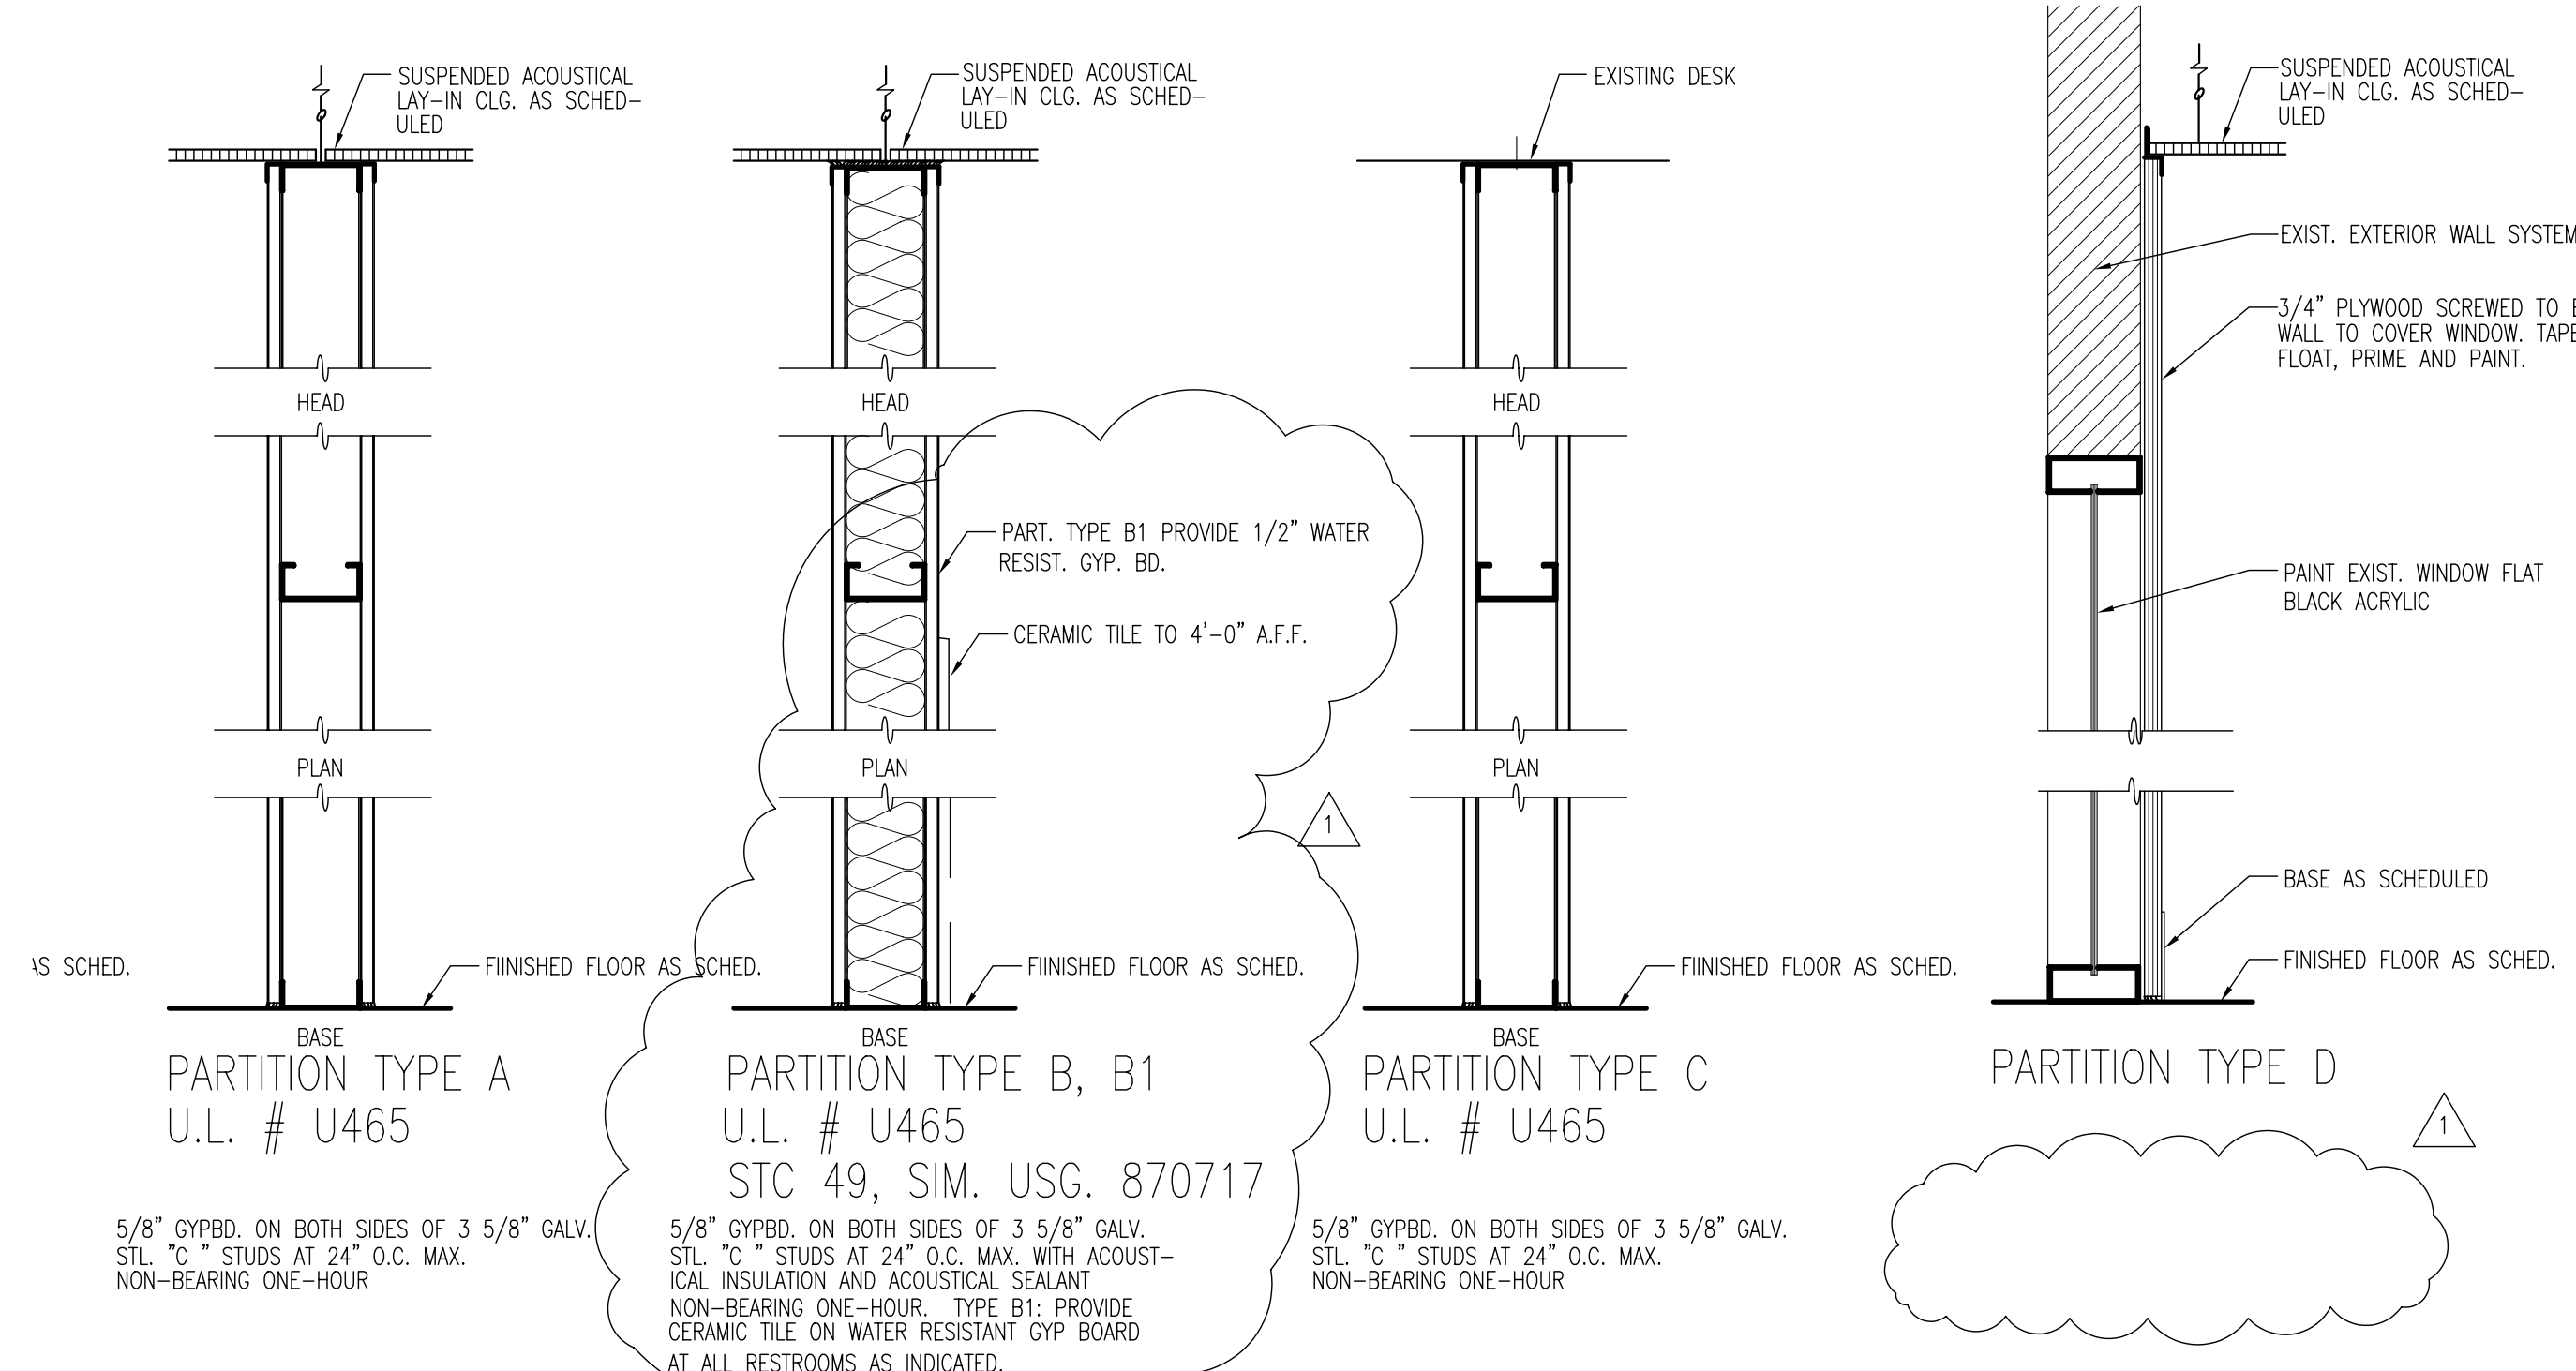 SUSPENDED ACOUSTICAL
LAY-IN CLG. AS SCHED-
ULED
HEAD
PLAN
AS SCHED.
FIINISHED FLOOR AS SCHED.
BASE
PARTITION TYPE A
U.L. # U465
5/8" GYPBD. ON BOTH SIDES OF 3 5/8" GALV.
STL. "C " STUDS AT 24" O.C. MAX.
NON-BEARING ONE-HOUR
SUSPENDED ACOUSTICAL
LAY-IN CLG. AS SCHED-
ULED
HEAD
PART. TYPE B1 PROVIDE 1/2" WATER
RESIST. GYP. BD.
CERAMIC TILE TO 4'-0" A.F.F.
PLAN
1
FIINISHED FLOOR AS SCHED.
BASE
PARTITION TYPE B, B1
U.L. # U465
STC 49, SIM. USG. 870717
5/8" GYPBD. ON BOTH SIDES OF 3 5/8" GALV.
STL. "C " STUDS AT 24" O.C. MAX. WITH ACOUST-
ICAL INSULATION AND ACOUSTICAL SEALANT
NON-BEARING ONE-HOUR. TYPE B1: PROVIDE
CERAMIC TILE ON WATER RESISTANT GYP BOARD
AT ALL RESTROOMS AS INDICATED.
EXISTING DESK
HEAD
PLAN
FIINISHED FLOOR AS SCHED.
BASE
PARTITION TYPE C
U.L. # U465
5/8" GYPBD. ON BOTH SIDES OF 3 5/8" GALV.
STL. "C " STUDS AT 24" O.C. MAX.
NON-BEARING ONE-HOUR
SUSPENDED ACOUSTICAL
LAY-IN CLG. AS SCHED-
ULED
EXIST. EXTERIOR WALL SYSTEM
3/4" PLYWOOD SCREWED TO
WALL TO COVER WINDOW. TAPE
FLOAT, PRIME AND PAINT.
PAINT EXIST. WINDOW FLAT
BLACK ACRYLIC
BASE AS SCHEDULED
FINISHED FLOOR AS SCHED.
PARTITION TYPE D
1